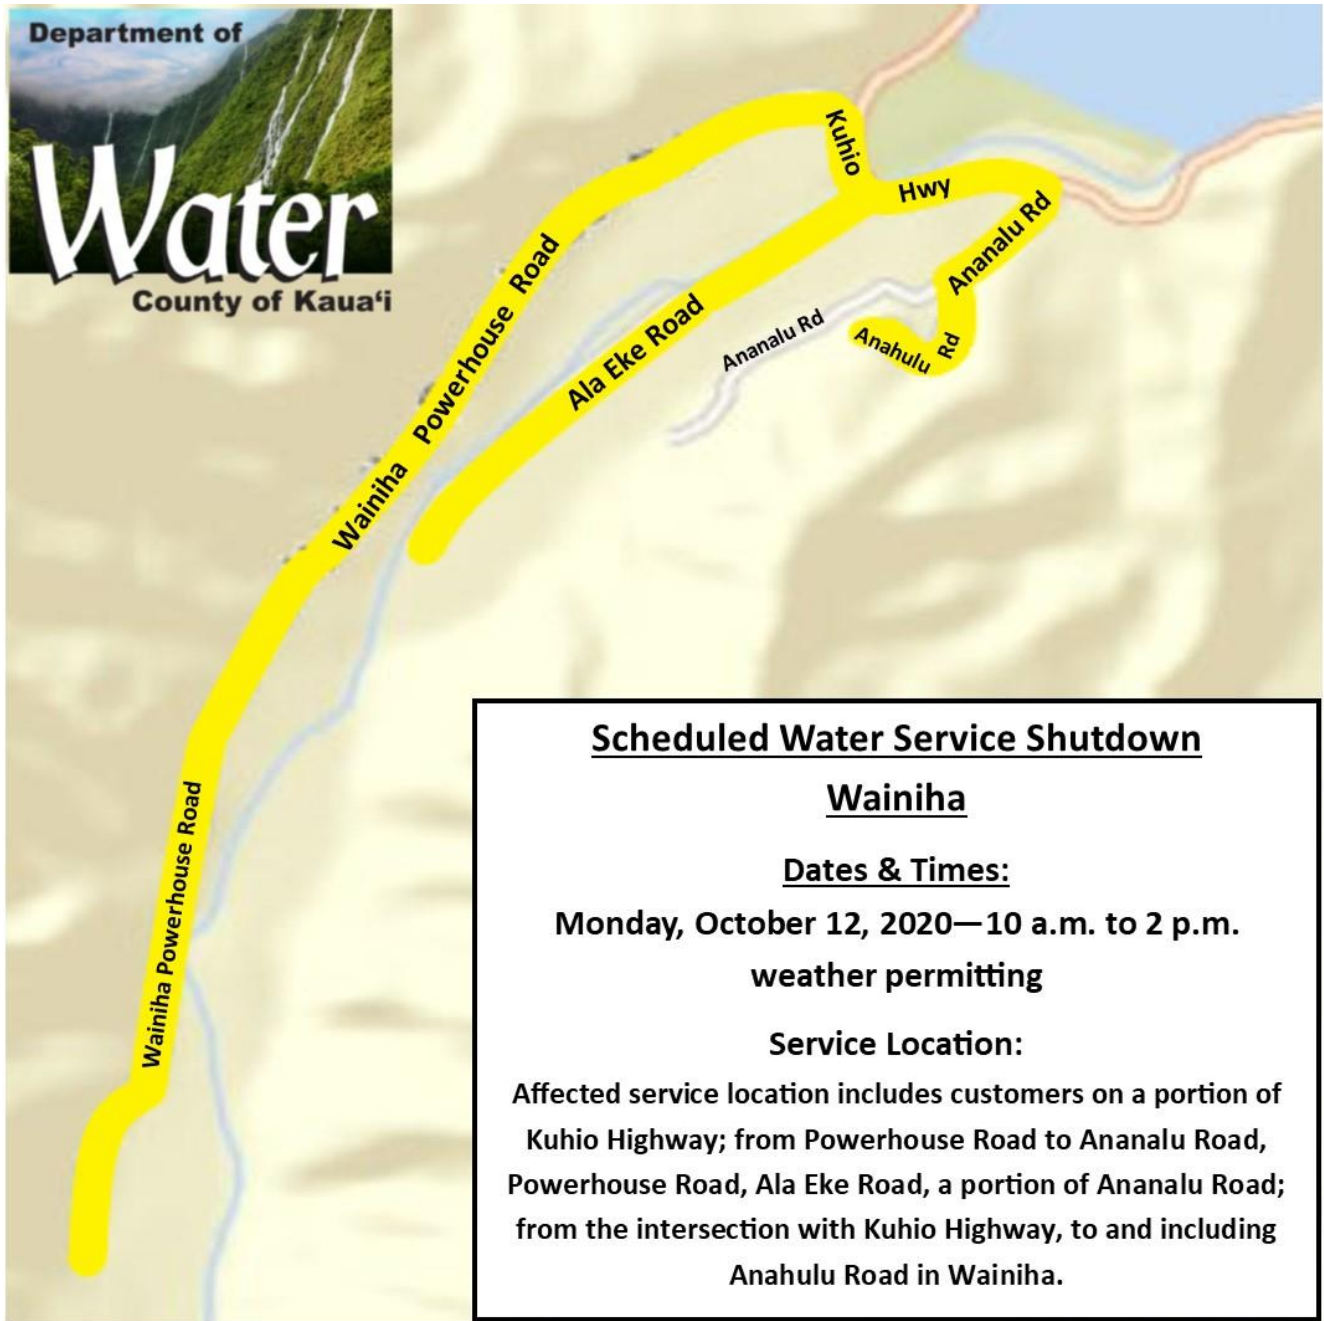 Department of
Water
County of Kauaʻi
Kuhio
Hwy
Ananalu Rd
Anahulu Rd
Ananalu Rd
Ala Eke Road
Wainiha Powerhouse Road
Wainiha Powerhouse Road
Scheduled Water Service Shutdown
Wainiha
Dates & Times:
Monday, October 12, 2020—10 a.m. to 2 p.m.
weather permitting
Service Location:
Affected service location includes customers on a portion of
Kuhio Highway; from Powerhouse Road to Ananalu Road,
Powerhouse Road, Ala Eke Road, a portion of Ananalu Road;
from the intersection with Kuhio Highway, to and including
Anahulu Road in Wainiha.